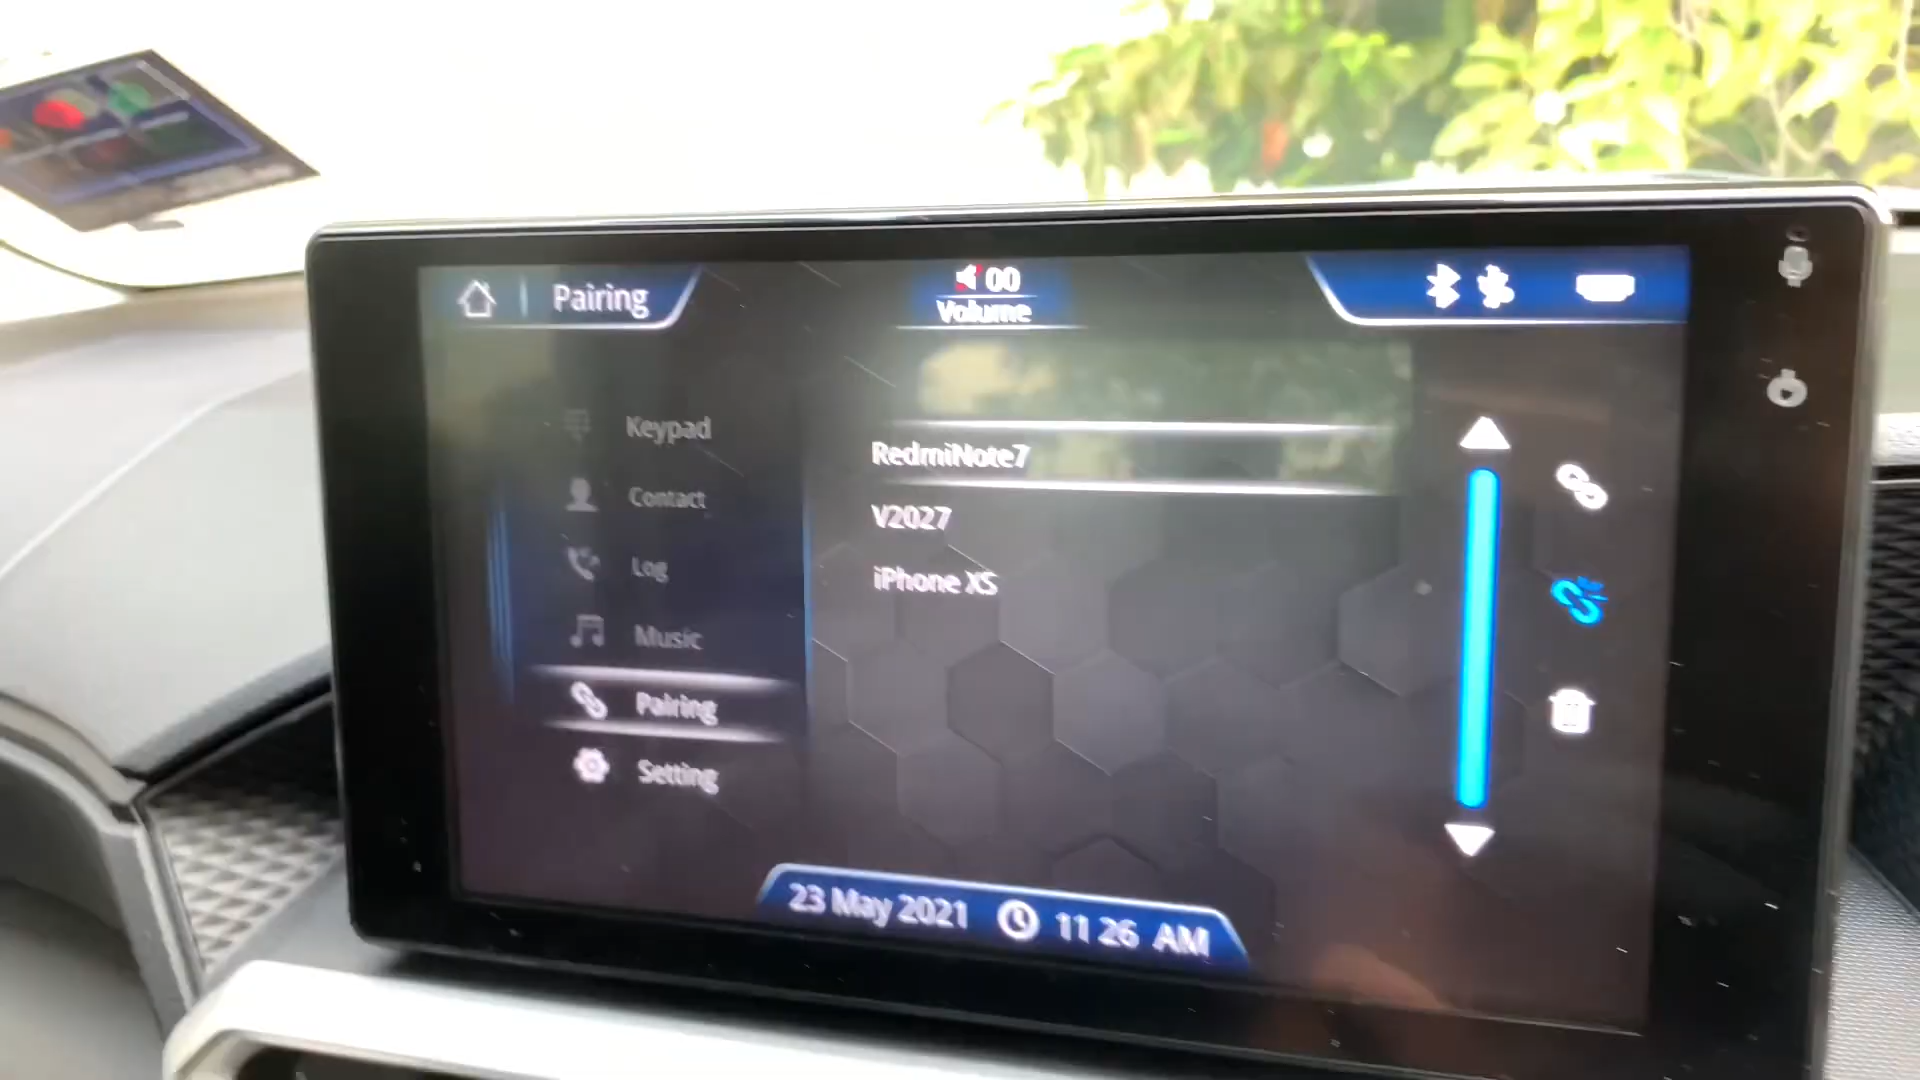 Pairing
00
Volume
Keypad
Contact
Log
Music
Pairing
Setting
RedmiNote7
V2027
iPhone XS
23 May 2021 11 26 AM